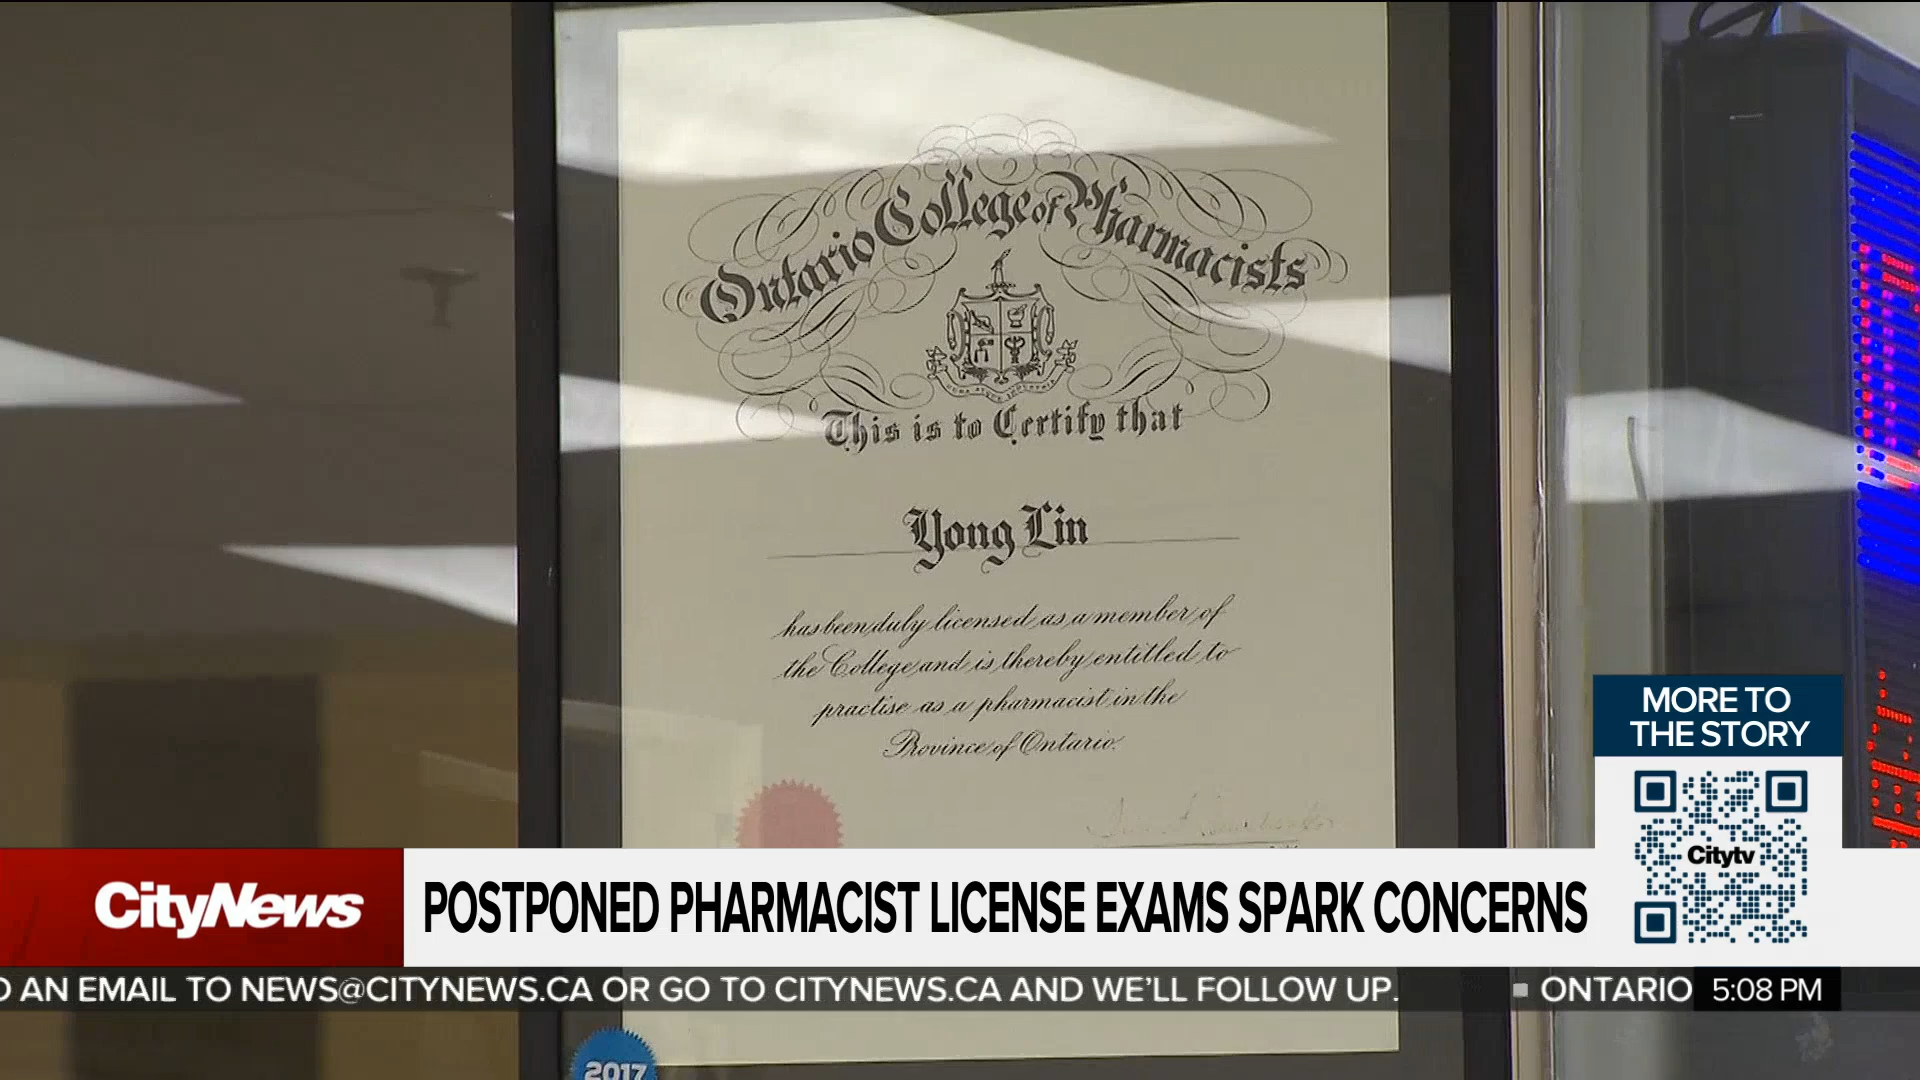 Ontario College of Pharmacists
This is to Certify that
Yong Lin
has been duly licensed as a member of
the College and is thereby entitled to
practise as a pharmacist in the
Province of Ontario.
2017
MORE TO
THE STORY
Citytv
CityNews
POSTPONED PHARMACIST LICENSE EXAMS SPARK CONCERNS
AN EMAIL TO NEWS@CITYNEWS.CA OR GO TO CITYNEWS.CA AND WE'LL FOLLOW UP.
ONTARIO
5:08 PM